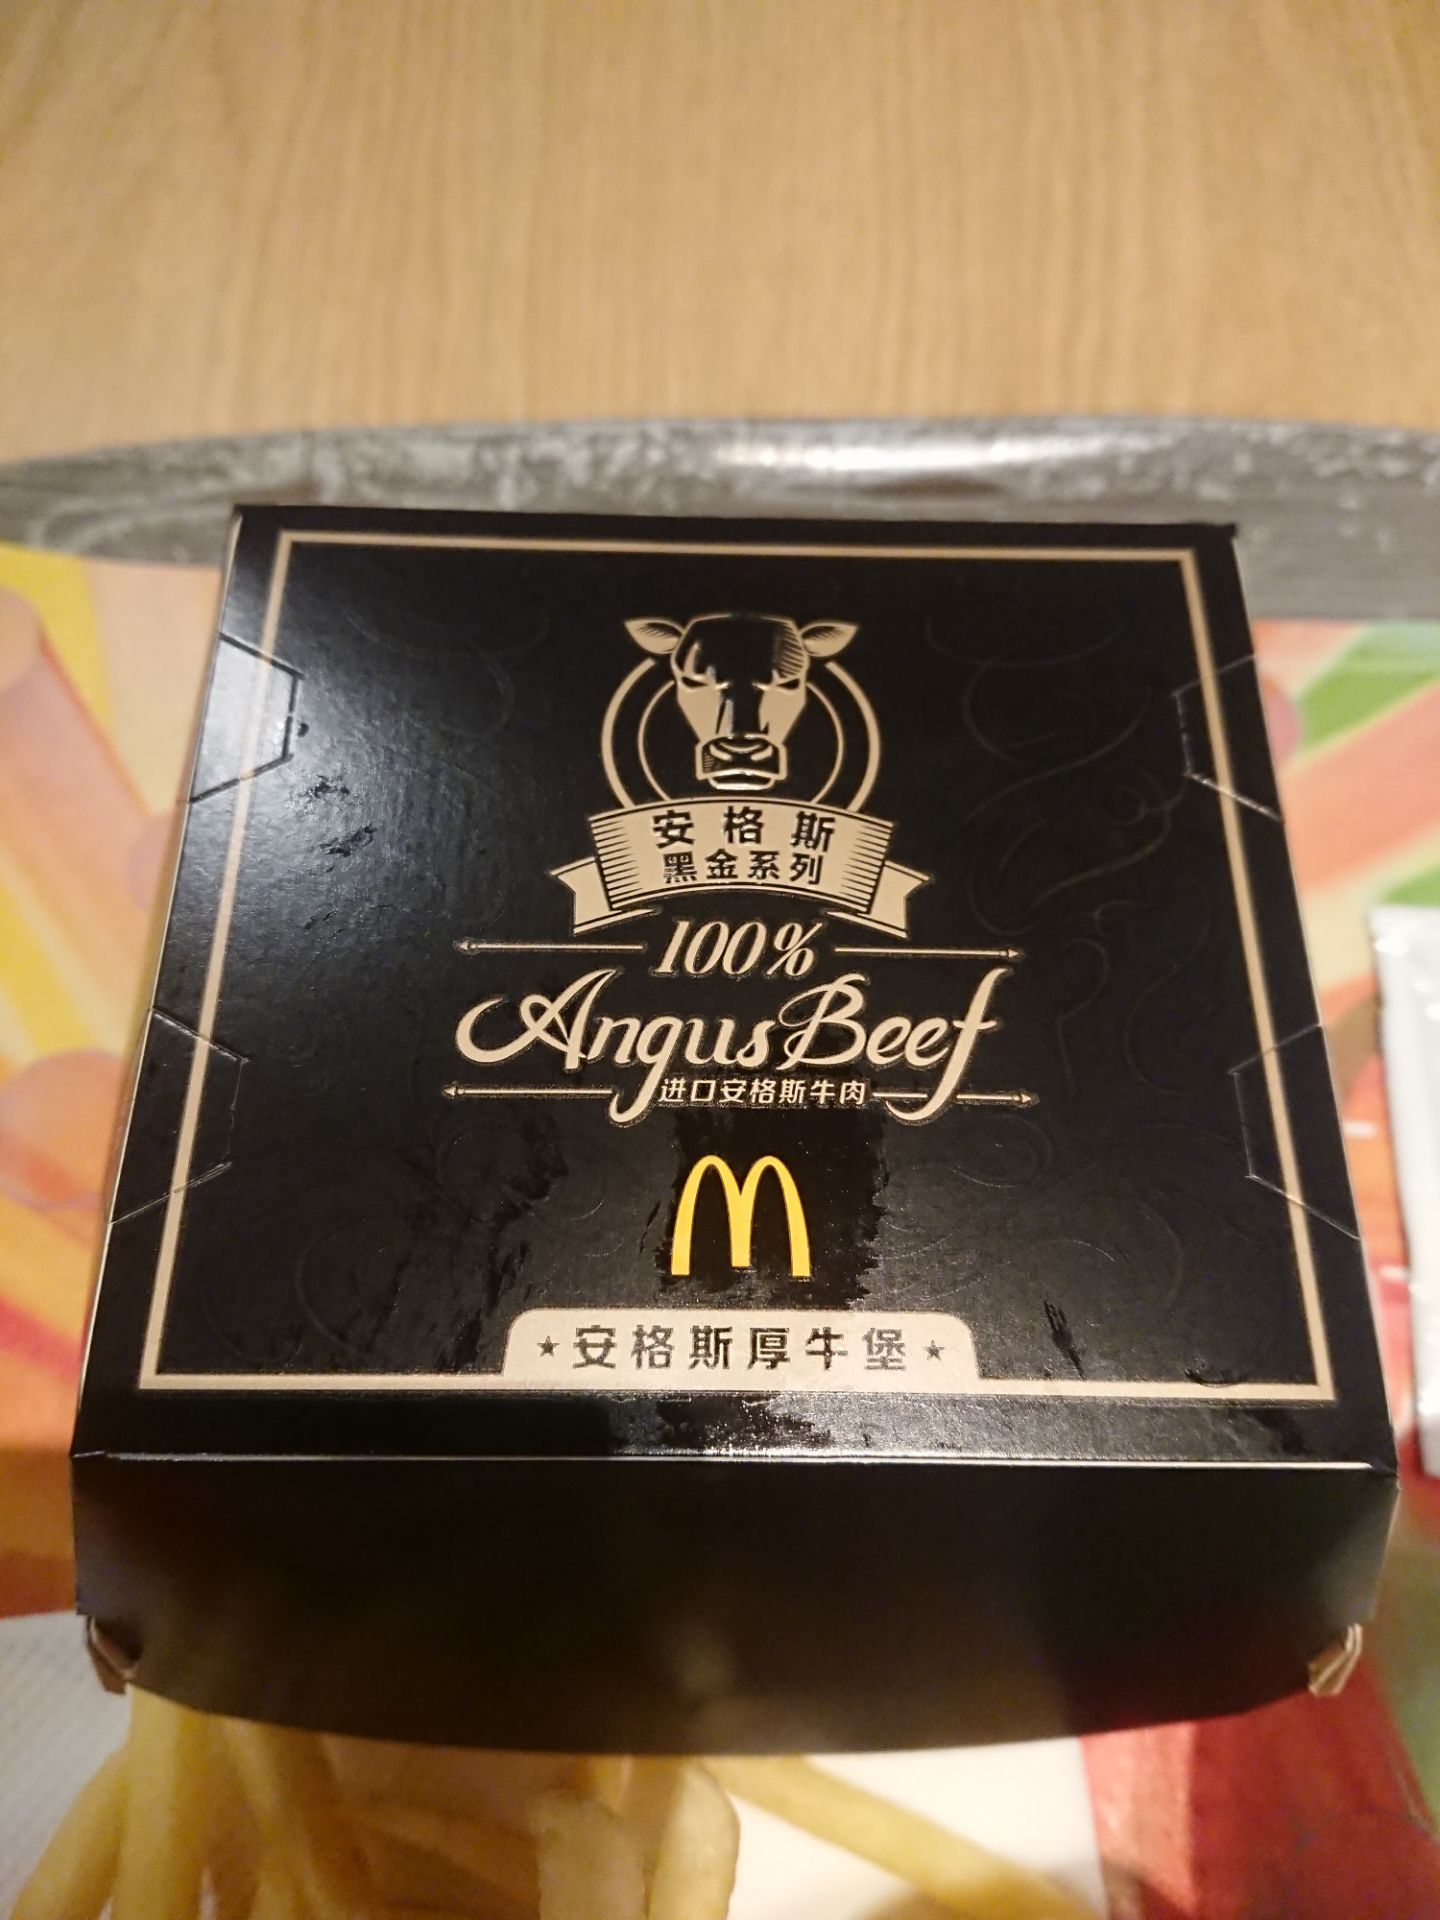 安格斯
黑金系列
100%
Angus Beef
进口安格斯牛肉
★安格斯厚牛堡★